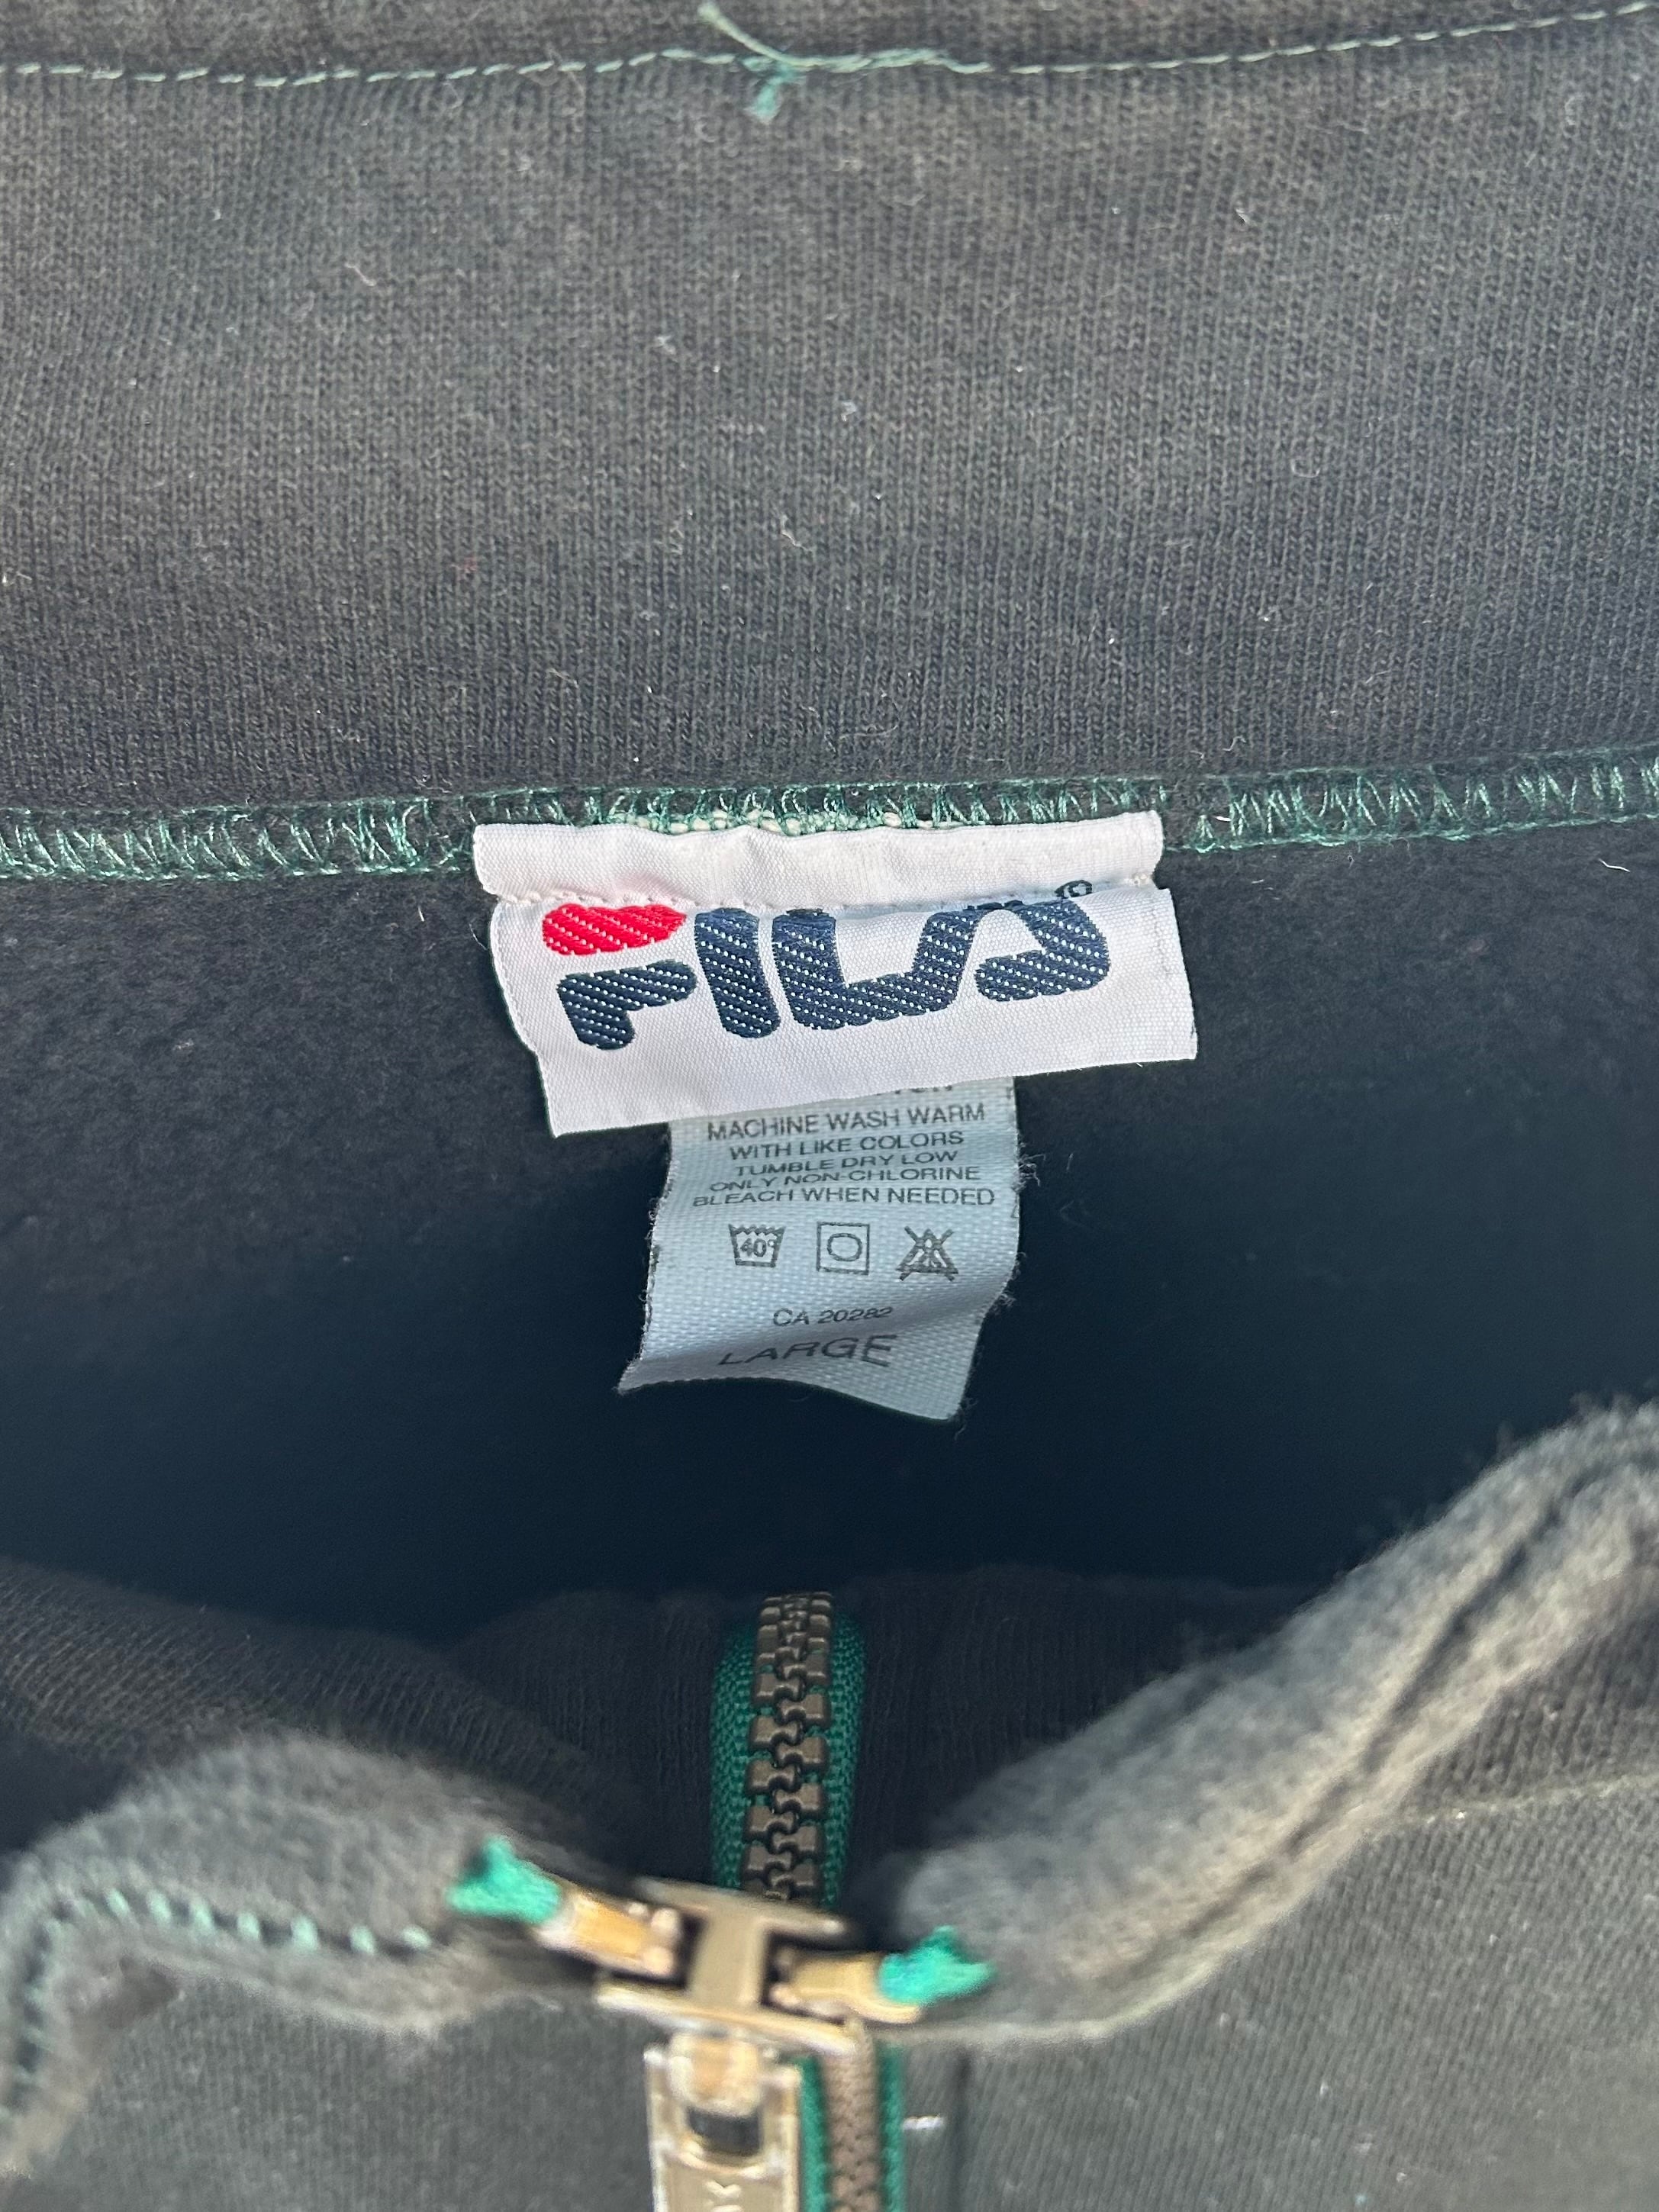 FILA®
MACHINE WASH WARM
WITH LIKE COLORS
TUMBLE DRY LOW
ONLY NON-CHLORINE
BLEACH WHEN NEEDED
40°
CA 20282
LARGE